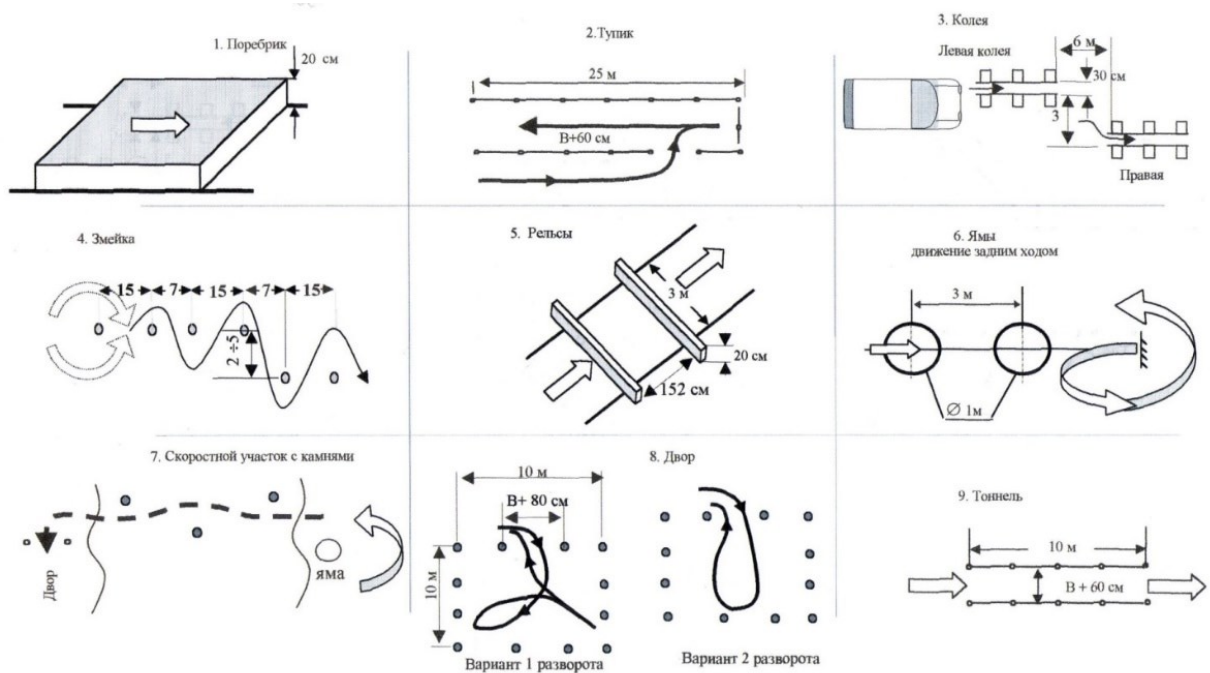 1. Поребрик
20 см
2.Тупик
25 м
В+60 см
3. Колея
Левая колея
6 м
30 см
3
Правая
4. Змейка
15 7 15 7 15
2 ÷5
5. Рельсы
3 м
20 см
152 см
6. Ямы
движение задним ходом
3 м
Ø 1м
7. Скоростной участок с камнями
Двор
яма
8. Двор
10 м
В+ 80 см
10 м
Вариант 1 разворота
Вариант 2 разворота
9. Тоннель
10 м
В + 60 см